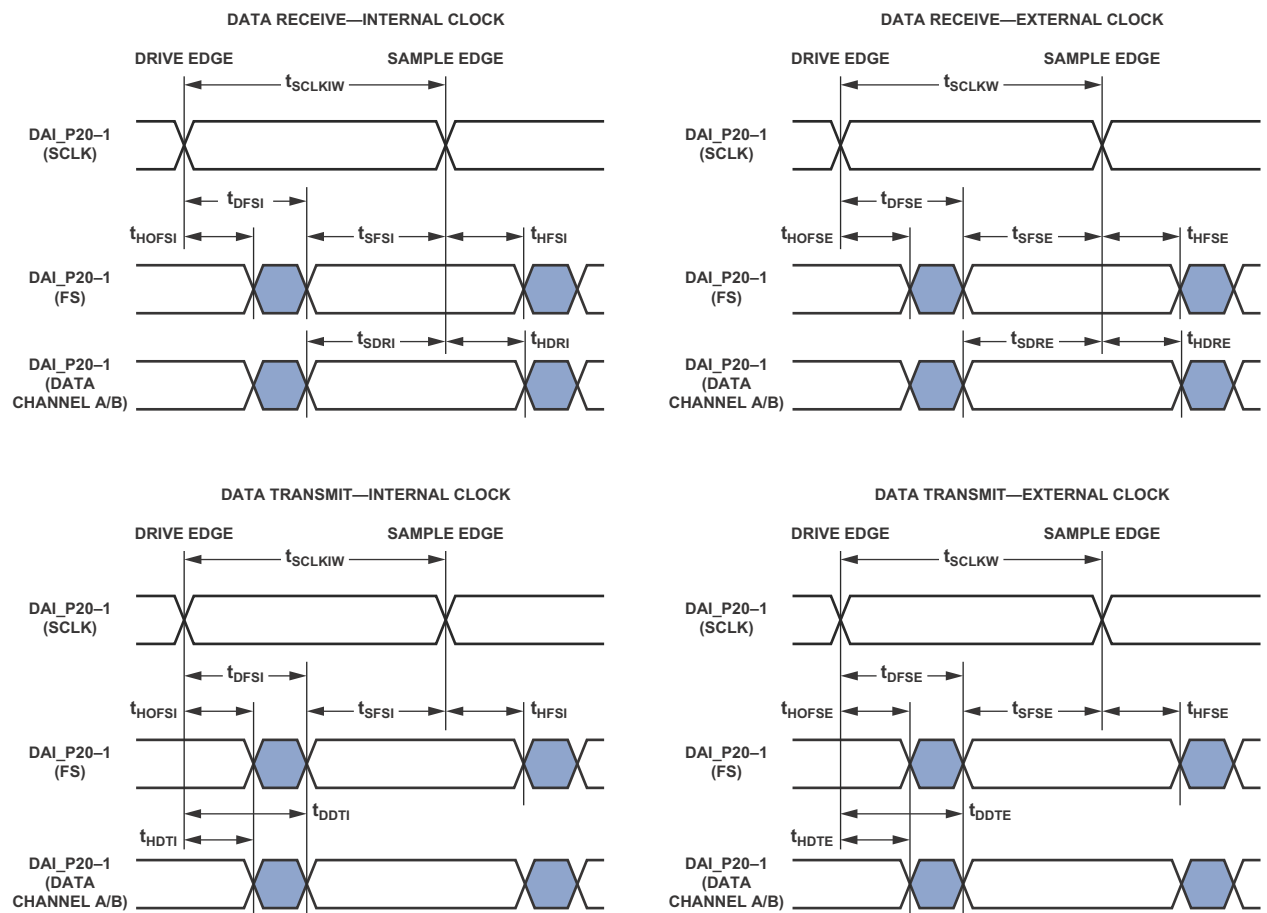 DATA RECEIVE—INTERNAL CLOCK
DRIVE EDGE
SAMPLE EDGE
tSCLKIW
DAI_P20–1
(SCLK)
tDFSI
tHOFSI
tSFSI
tHFSI
DAI_P20–1
(FS)
tSDRI
tHDRI
DAI_P20–1
(DATA
CHANNEL A/B)
DATA RECEIVE—EXTERNAL CLOCK
DRIVE EDGE
SAMPLE EDGE
tSCLKW
DAI_P20–1
(SCLK)
tDFSE
tHOFSE
tSFSE
tHFSE
DAI_P20–1
(FS)
tSDRE
tHDRE
DAI_P20–1
(DATA
CHANNEL A/B)
DATA TRANSMIT—INTERNAL CLOCK
DRIVE EDGE
SAMPLE EDGE
tSCLKIW
DAI_P20–1
(SCLK)
tDFSI
tHOFSI
tSFSI
tHFSI
DAI_P20–1
(FS)
tDDTI
tHDTI
DAI_P20–1
(DATA
CHANNEL A/B)
DATA TRANSMIT—EXTERNAL CLOCK
DRIVE EDGE
SAMPLE EDGE
tSCLKW
DAI_P20–1
(SCLK)
tDFSE
tHOFSE
tSFSE
tHFSE
DAI_P20–1
(FS)
tDDTE
tHDTE
DAI_P20–1
(DATA
CHANNEL A/B)